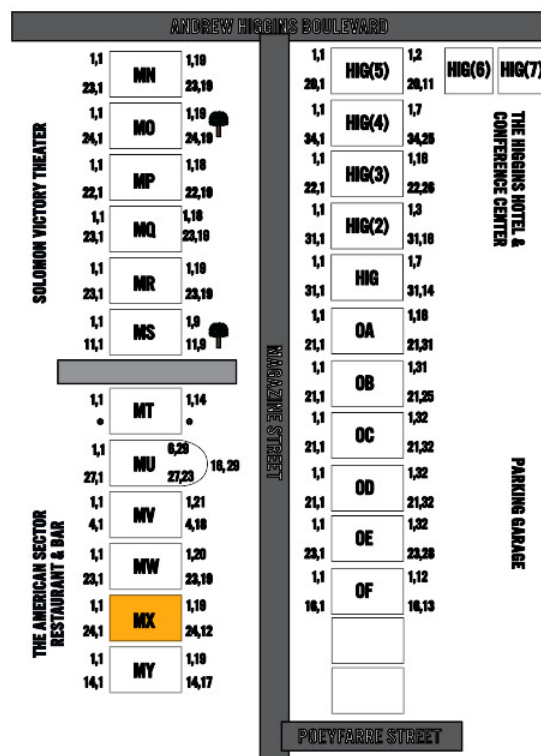 ANDREW HIGGINS BOULEVARD
SOLOMON VICTORY THEATER
1,1 MN 1,19
23,1 23,19
1,1 MO 1,19
24,1 24,19
1,1 MP 1,18
22,1 22,19
1,1 MQ 1,18
23,1 23,19
1,1 MR 1,19
23,1 23,19
1,1 MS 1,9
11,1 11,9
THE AMERICAN SECTOR
RESTAURANT & BAR
1,1 MT 1,14
1,1 MU 6,29
27,1 27,23 16,29
1,1 MV 1,21
4,1 4,18
1,1 MW 1,20
23,1 23,19
1,1 MX 1,19
24,1 24,12
1,1 MY 1,19
14,1 14,17
MAGAZINE STREET
1,1 HIG(5) 1,2
20,1 20,11
HIG(6) HIG(7)
1,1 HIG(4) 1,7
34,1 34,25
1,1 HIG(3) 1,16
22,1 22,26
1,1 HIG(2) 1,3
31,1 31,16
1,1 HIG 1,7
31,1 31,14
1,1 OA 1,16
21,1 21,31
1,1 OB 1,31
21,1 21,25
1,1 OC 1,32
21,1 21,32
1,1 OD 1,32
21,1 21,32
1,1 OE 1,32
23,1 23,28
1,1 OF 1,12
16,1 16,13
THE HIGGINS HOTEL &
CONFERENCE CENTER
PARKING GARAGE
POEYFARRE STREET